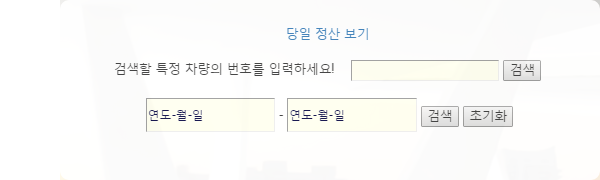 당일 정산 보기
검색할 특정 차량의 번호를 입력하세요! 검색
연도-월-일 - 연도-월-일 검색 초기화